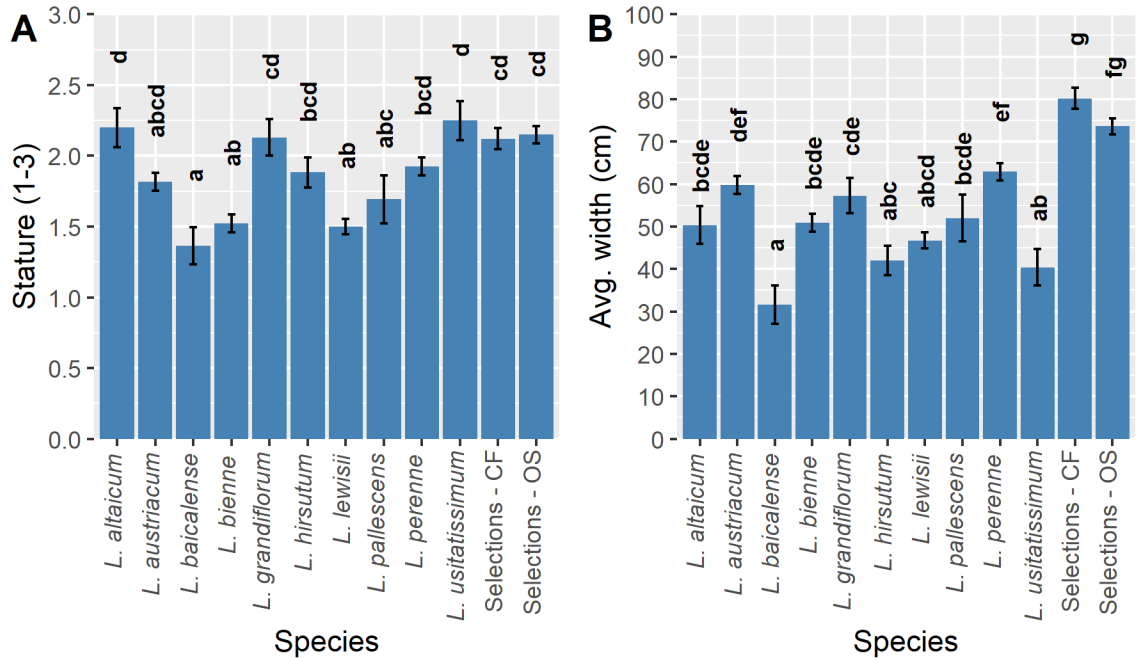 A
Stature (1-3)
3.0
2.5
2.0
1.5
1.0
0.5
0.0
d
abcd
a
ab
cd
bcd
ab
abc
bcd
d
cd
cd
L. altaicum
L. austriacum
L. baicalense
L. bienne
L. grandiflorum
L. hirsutum
L. lewisii
L. pallescens
L. perenne
L. usitatissimum
Selections - CF
Selections - OS
Species
B
Avg. width (cm)
100
90
80
70
60
50
40
30
20
10
0
bcde
def
a
bcde
cde
abc
abcd
bcde
ef
ab
g
fg
L. altaicum
L. austriacum
L. baicalense
L. bienne
L. grandiflorum
L. hirsutum
L. lewisii
L. pallescens
L. perenne
L. usitatissimum
Selections - CF
Selections - OS
Species